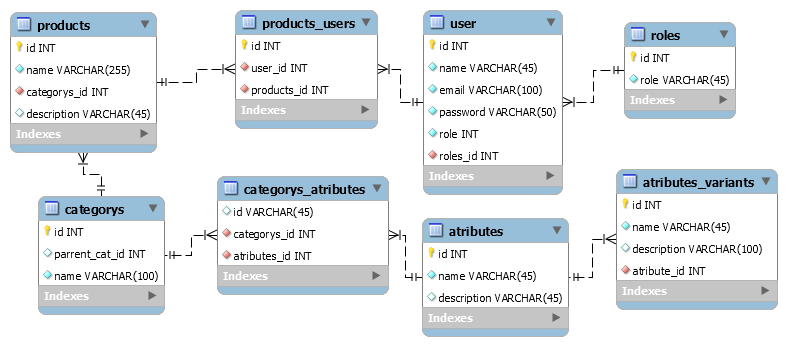 products
id INT
name VARCHAR(255)
categorys_id INT
description VARCHAR(45)
Indexes
products_users
id INT
user_id INT
products_id INT
Indexes
user
id INT
name VARCHAR(45)
email VARCHAR(100)
password VARCHAR(50)
role INT
roles_id INT
Indexes
roles
id INT
role VARCHAR(45)
Indexes
categorys
id INT
parrent_cat_id INT
name VARCHAR(100)
Indexes
categorys_atributes
id VARCHAR(45)
categorys_id INT
atributes_id INT
Indexes
atributes
id INT
name VARCHAR(45)
description VARCHAR(45)
Indexes
atributes_variants
id INT
name VARCHAR(45)
description VARCHAR(100)
atribute_id INT
Indexes